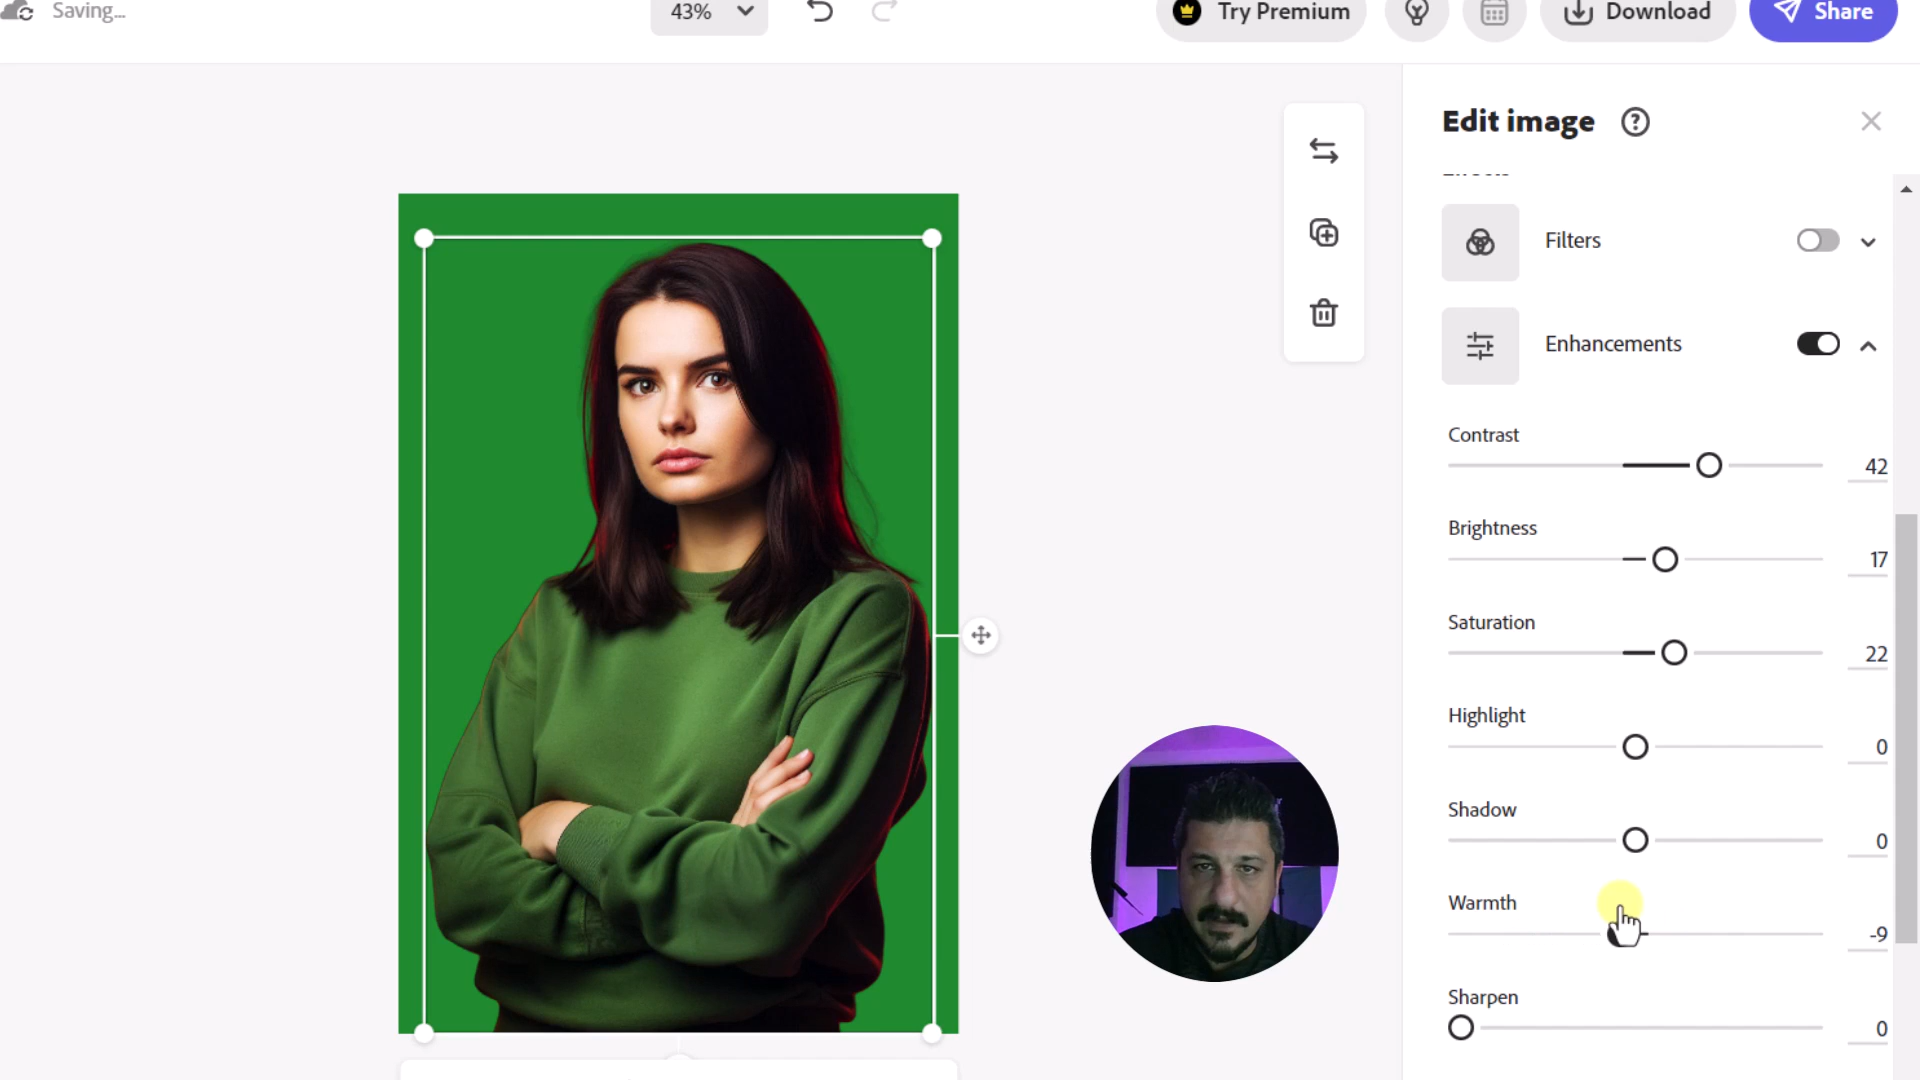 Saving...
43%
Try Premium
Download
Share
Edit image
Effects
Filters
Enhancements
Contrast
42
Brightness
17
Saturation
22
Highlight
0
Shadow
0
Warmth
-9
Sharpen
0